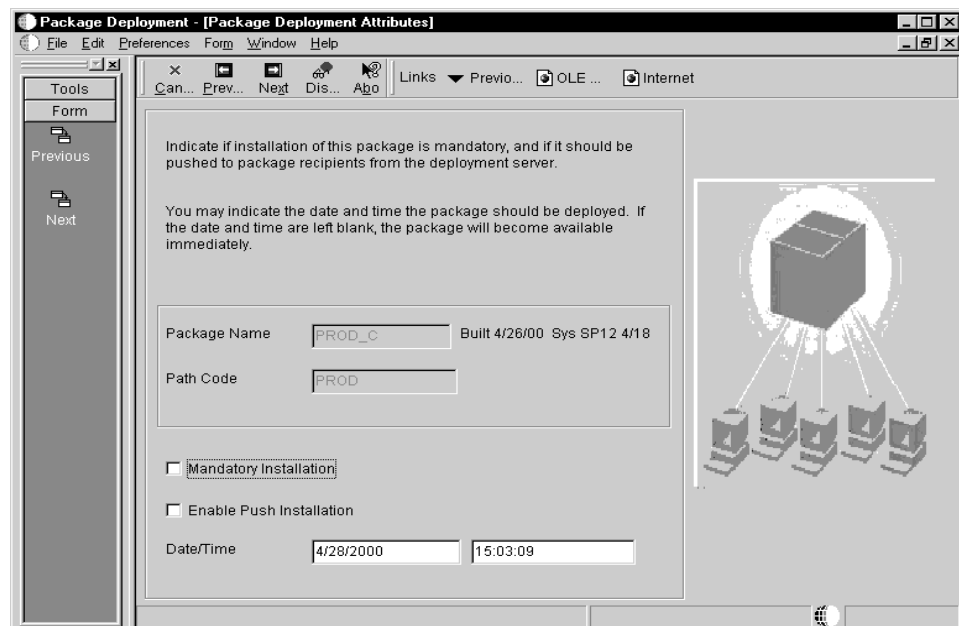 Package Deployment - [Package Deployment Attributes]
File Edit Preferences Form Window Help
Can... Prev... Next Dis... Abo Links Previo... OLE ... Internet
Tools
Form
Previous
Next
Indicate if installation of this package is mandatory, and if it should be
pushed to package recipients from the deployment server.
You may indicate the date and time the package should be deployed. If
the date and time are left blank, the package will become available
immediately.
Package Name PROD_C Built 4/26/00 Sys SP12 4/18
Path Code PROD
Mandatory Installation
Enable Push Installation
Date/Time 4/28/2000 15:03:09